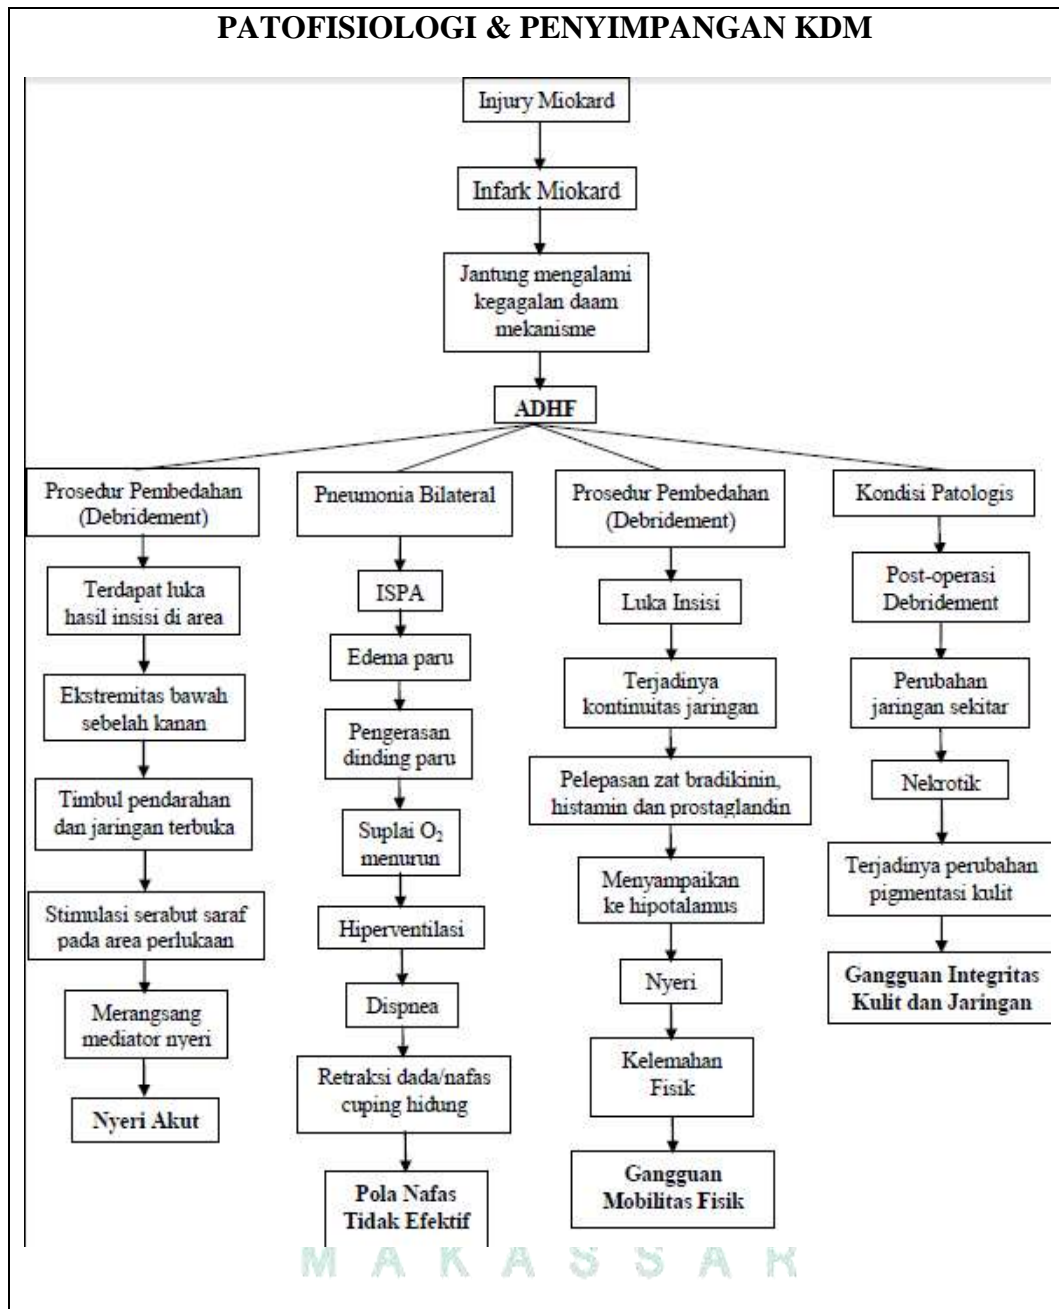 PATOFISIOLOGI & PENYIMPANGAN KDM
Injury Miokard
Infark Miokard
Jantung mengalami
kegagalan daam
mekanisme
ADHF
Prosedur Pembedahan
(Debridement)
Terdapat luka
hasil insisi di area
Ekstremitas bawah
sebelah kanan
Timbul pendarahan
dan jaringan terbuka
Stimulasi serabut saraf
pada area perlukaan
Merangsang
mediator nyeri
Nyeri Akut
Pneumonia Bilateral
ISPA
Edema paru
Pengerasan
dinding paru
Suplai O₂
menurun
Hiperventilasi
Dispnea
Retraksi dada/nafas
cuping hidung
Pola Nafas
Tidak Efektif
Prosedur Pembedahan
(Debridement)
Luka Insisi
Terjadinya
kontinuitas jaringan
Pelepasan zat bradikinin,
histamin dan prostaglandin
Menyampaikan
ke hipotalamus
Nyeri
Kelemahan
Fisik
Gangguan
Mobilitas Fisik
Kondisi Patologis
Post-operasi
Debridement
Perubahan
jaringan sekitar
Nekrotik
Terjadinya perubahan
pigmentasi kulit
Gangguan Integritas
Kulit dan Jaringan
MAKASSAR